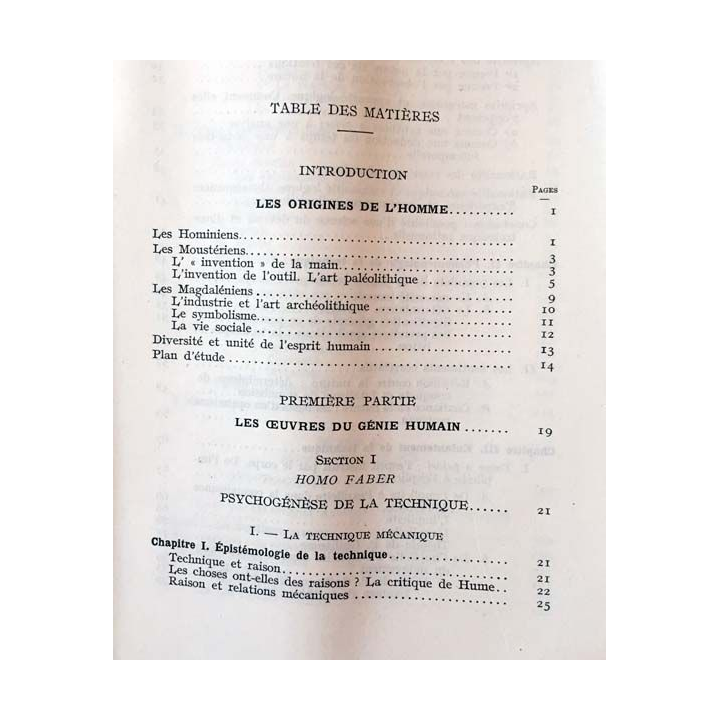 TABLE DES MATIÈRES
INTRODUCTION
PAGES
LES ORIGINES DE L'HOMME.......... 1
Les Hominiens. 1
Les Moustériens. 3
L' « invention » de la main. 3
L'invention de l'outil. L'art paléolithique 5
Les Magdaléniens 9
L'industrie et l'art archéolithique 10
Le symbolisme. 11
La vie sociale 12
Diversité et unité de l'esprit humain 13
Plan d'étude 14
PREMIÈRE PARTIE
LES ŒUVRES DU GÉNIE HUMAIN ....... 19
SECTION I
HOMO FABER
PSYCHOGÉNÈSE DE LA TECHNIQUE...... 21
I. — LA TECHNIQUE MÉCANIQUE
Chapitre I. Épistémologie de la technique. 21
Technique et raison. 21
Les choses ont-elles des raisons ? La critique de Hume.. 22
Raison et relations mécaniques 25